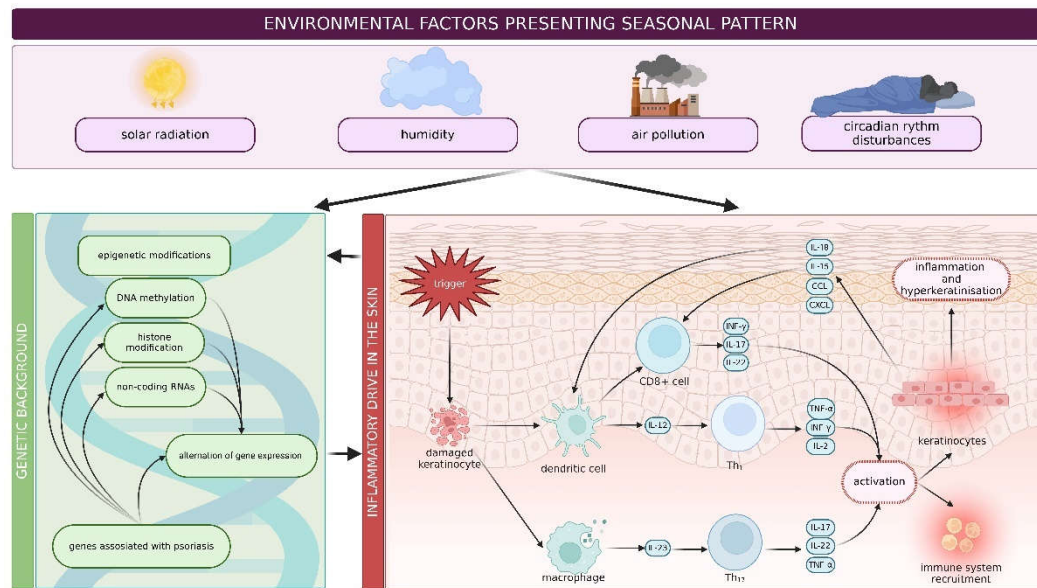 ENVIRONMENTAL FACTORS PRESENTING SEASONAL PATTERN
solar radiation
humidity
air pollution
circadian rythm
disturbances
GENETIC BACKGROUND
epigenetic modifications
DNA methylation
histone
modification
non-coding RNAs
alternation of gene expression
genes assosiated with psoriasis
INFLAMMATORY DRIVE IN THE SKIN
trigger
IL-18
IL-15
CCL
CXCL
inflammation
and
hyperkeratinisation
CD8+ cell
INF-γ
IL-17
IL-22
damaged
keratinocyte
dendritic cell
IL-12
Th₁
TNF-α
INF γ
IL-2
keratinocytes
activation
macrophage
IL-23
Th₁₇
IL-17
IL-22
TNF α
immune system
recruitment